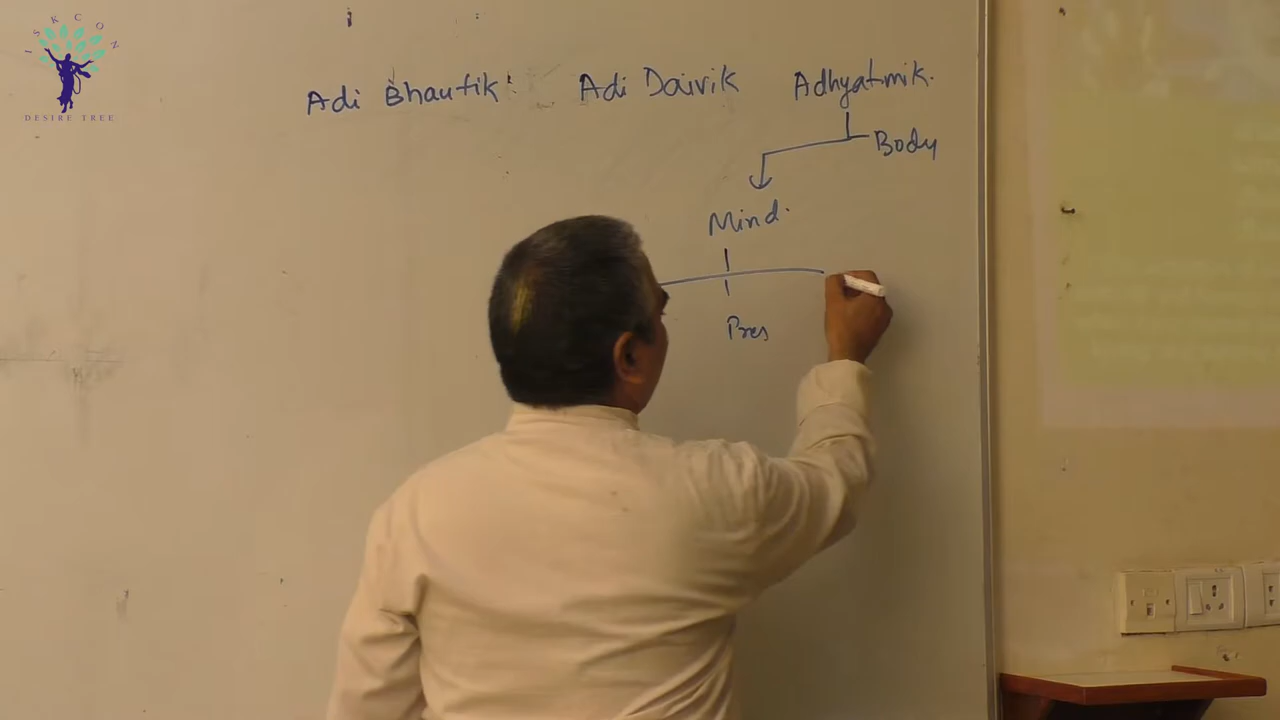 ISKCON
DESIRE TREE
Adi Bhautik Adi Daivik Adhyatmik.
Body
Mind.
Pres